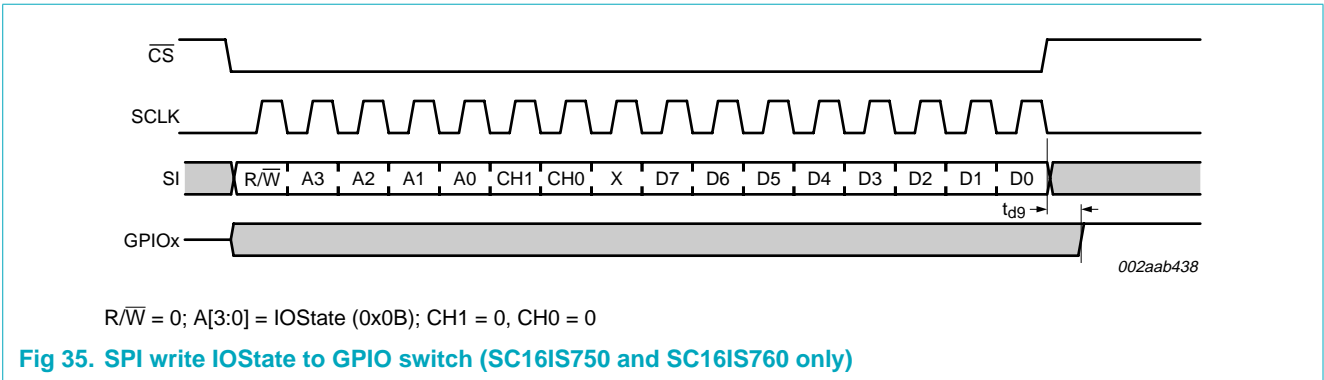 C̅S̅
SCLK
SI R/W̅ A3 A2 A1 A0 CH1 CH0 X D7 D6 D5 D4 D3 D2 D1 D0
td9
GPIOx
002aab438
R/W̅ = 0; A[3:0] = IOState (0x0B); CH1 = 0, CH0 = 0
Fig 35. SPI write IOState to GPIO switch (SC16IS750 and SC16IS760 only)